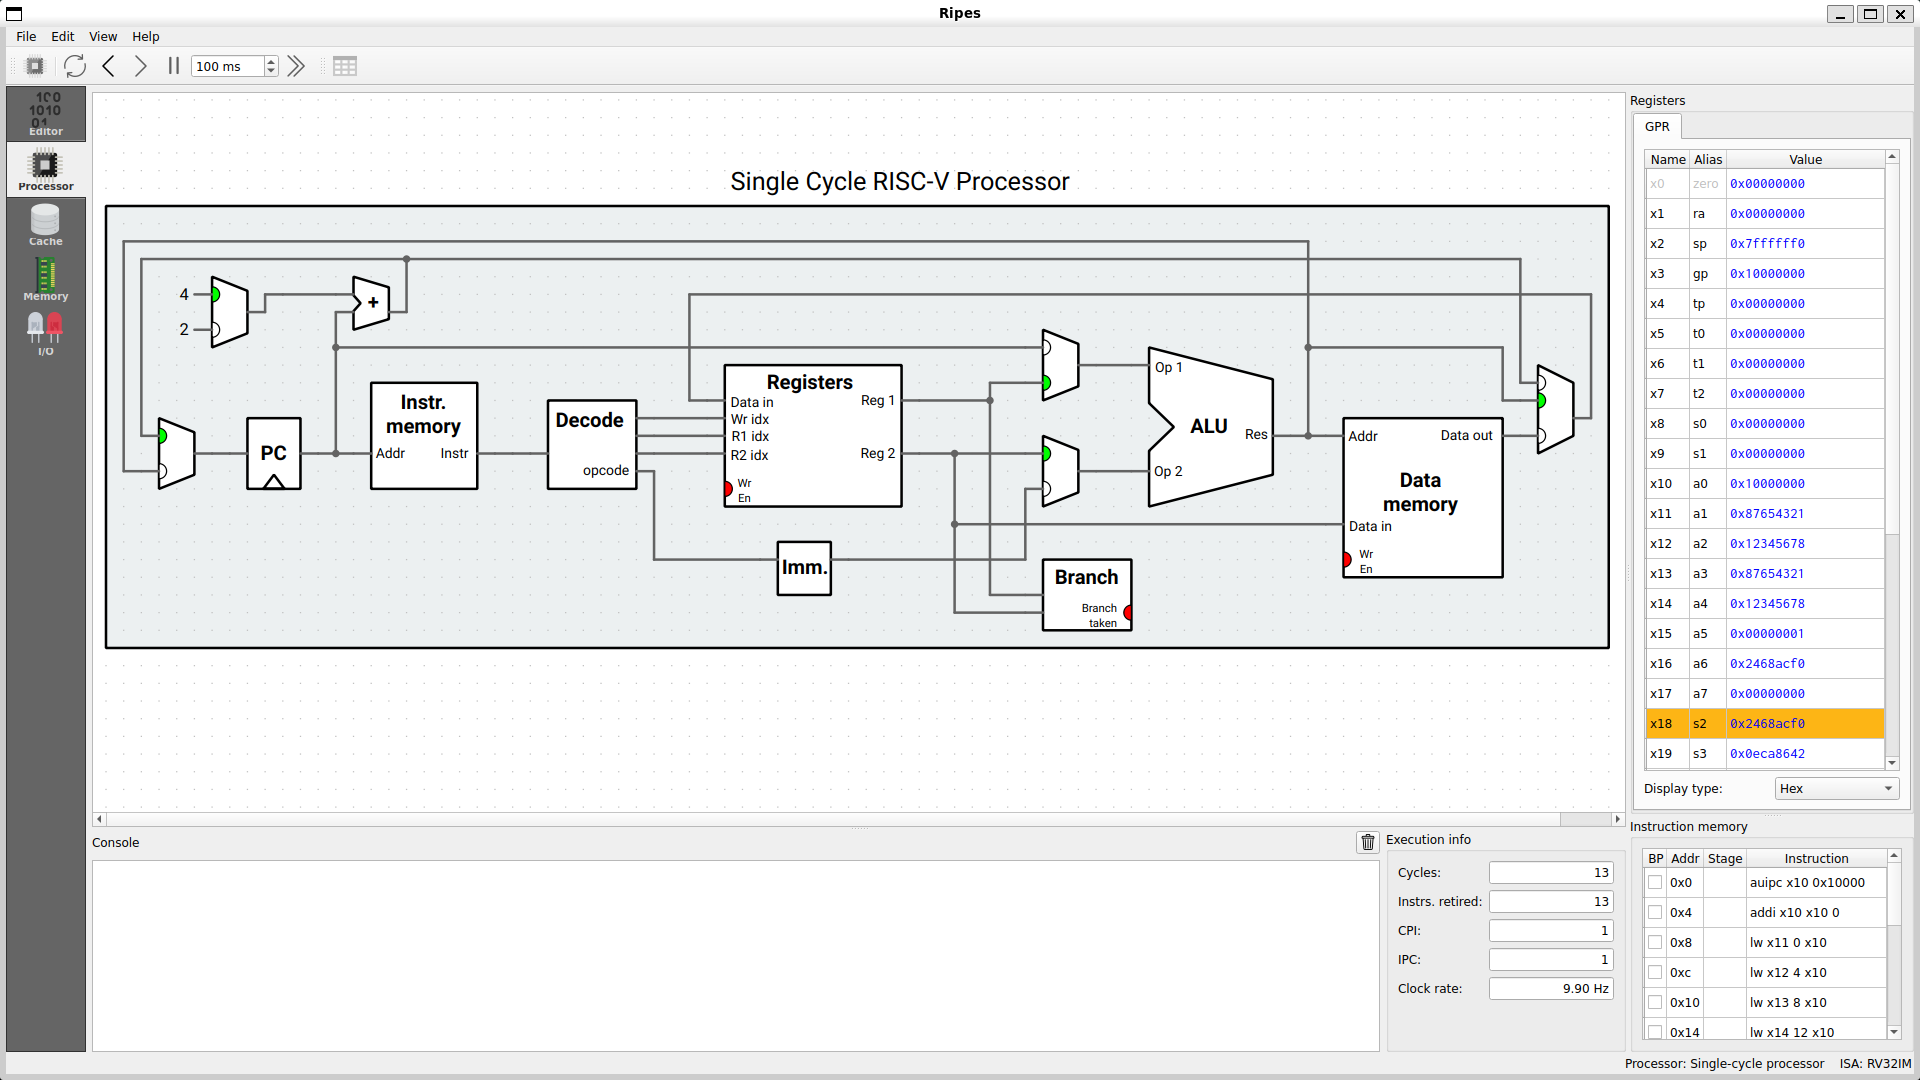 Ripes
File Edit View Help
100 ms
Editor
Processor
Cache
Memory
I/O
Single Cycle RISC-V Processor
4
2
+
PC
Instr. memory
Addr Instr
Decode
opcode
Registers
Data in Reg 1
Wr idx
R1 idx
R2 idx Reg 2
Wr En
Imm.
Op 1
ALU
Res
Op 2
Branch
Branch taken
Addr Data out
Data memory
Data in
Wr En
Registers
GPR
Name Alias Value
x0 zero 0x00000000
x1 ra 0x00000000
x2 sp 0x7ffffff0
x3 gp 0x10000000
x4 tp 0x00000000
x5 t0 0x00000000
x6 t1 0x00000000
x7 t2 0x00000000
x8 s0 0x00000000
x9 s1 0x00000000
x10 a0 0x10000000
x11 a1 0x87654321
x12 a2 0x12345678
x13 a3 0x87654321
x14 a4 0x12345678
x15 a5 0x00000001
x16 a6 0x2468acf0
x17 a7 0x00000000
x18 s2 0x2468acf0
x19 s3 0x0eca8642
Display type: Hex
Console
Execution info
Cycles: 13
Instrs. retired: 13
CPI: 1
IPC: 1
Clock rate: 9.90 Hz
Instruction memory
BP Addr Stage Instruction
0x0 auipc x10 0x10000
0x4 addi x10 x10 0
0x8 lw x11 0 x10
0xc lw x12 4 x10
0x10 lw x13 8 x10
0x14 lw x14 12 x10
Processor: Single-cycle processor ISA: RV32IM